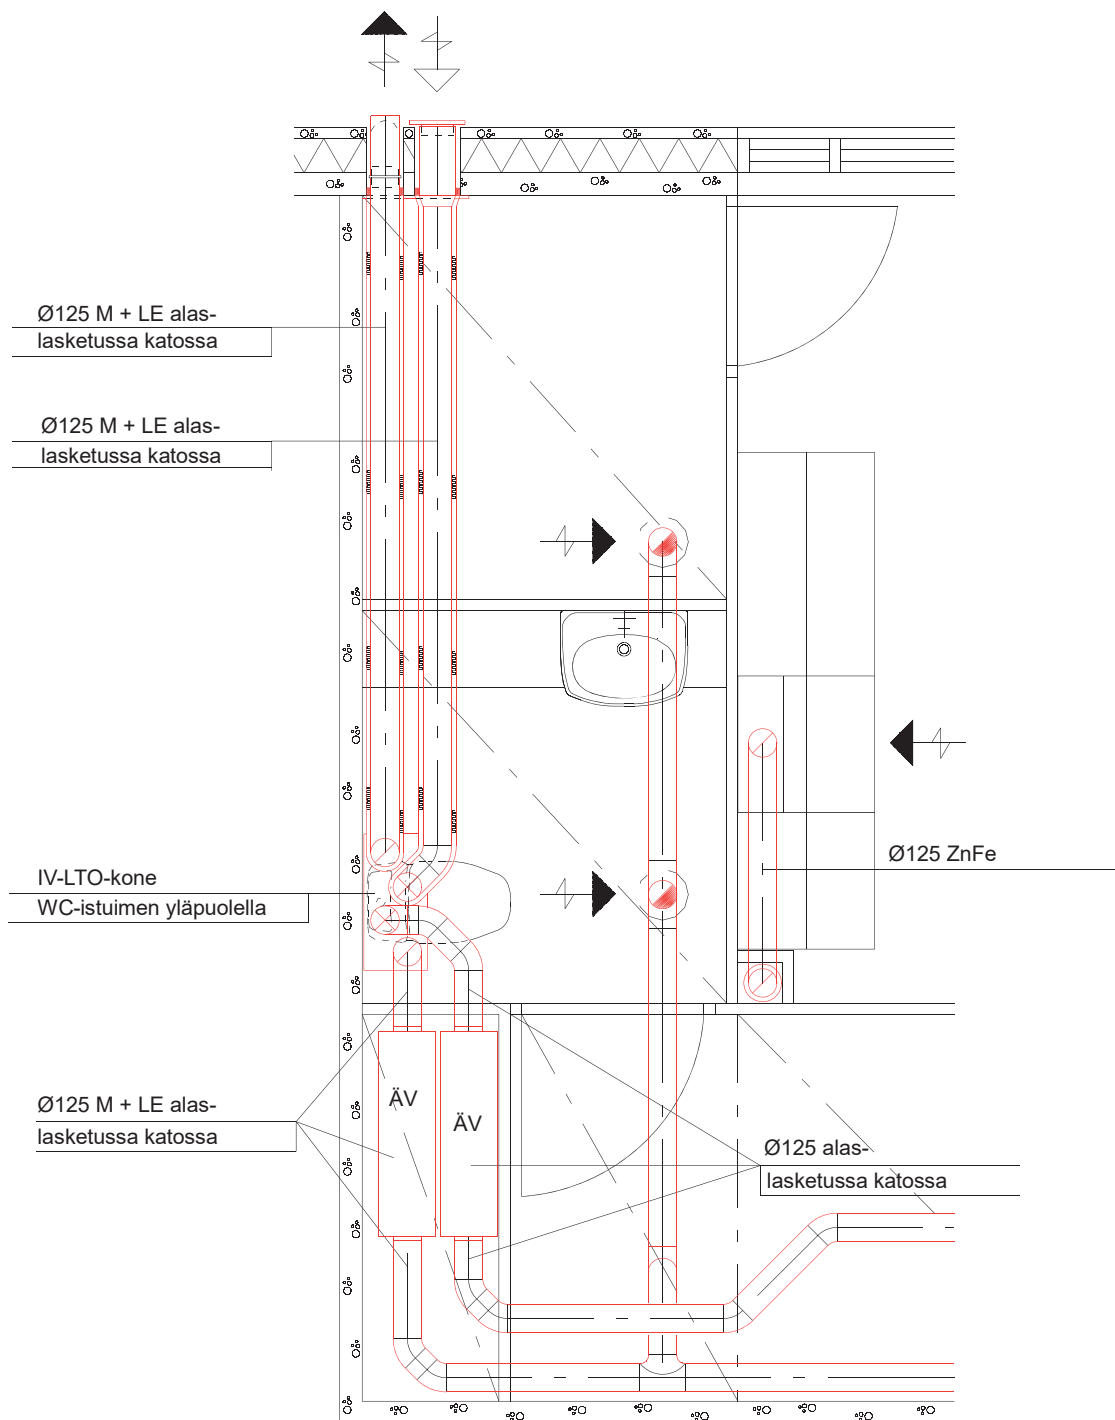 Ø125 M + LE alas-
lasketussa katossa
Ø125 M + LE alas-
lasketussa katossa
Ø125 ZnFe
IV-LTO-kone
WC-istuimen yläpuolella
ÄV
ÄV
Ø125 M + LE alas-
lasketussa katossa
Ø125 alas-
lasketussa katossa